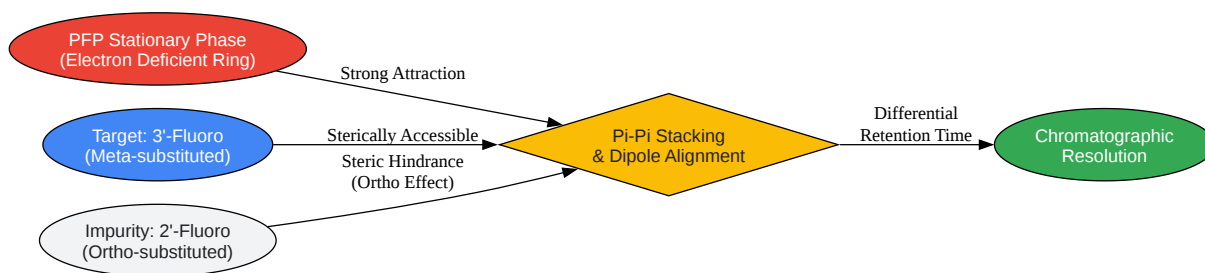 PFP Stationary Phase
(Electron Deficient Ring)
Strong Attraction
Target: 3'-Fluoro
(Meta-substituted)
Sterically Accessible
Steric Hindrance
(Ortho Effect)
Impurity: 2'-Fluoro
(Ortho-substituted)
Pi-Pi Stacking
& Dipole Alignment
Differential
Retention Time
Chromatographic
Resolution